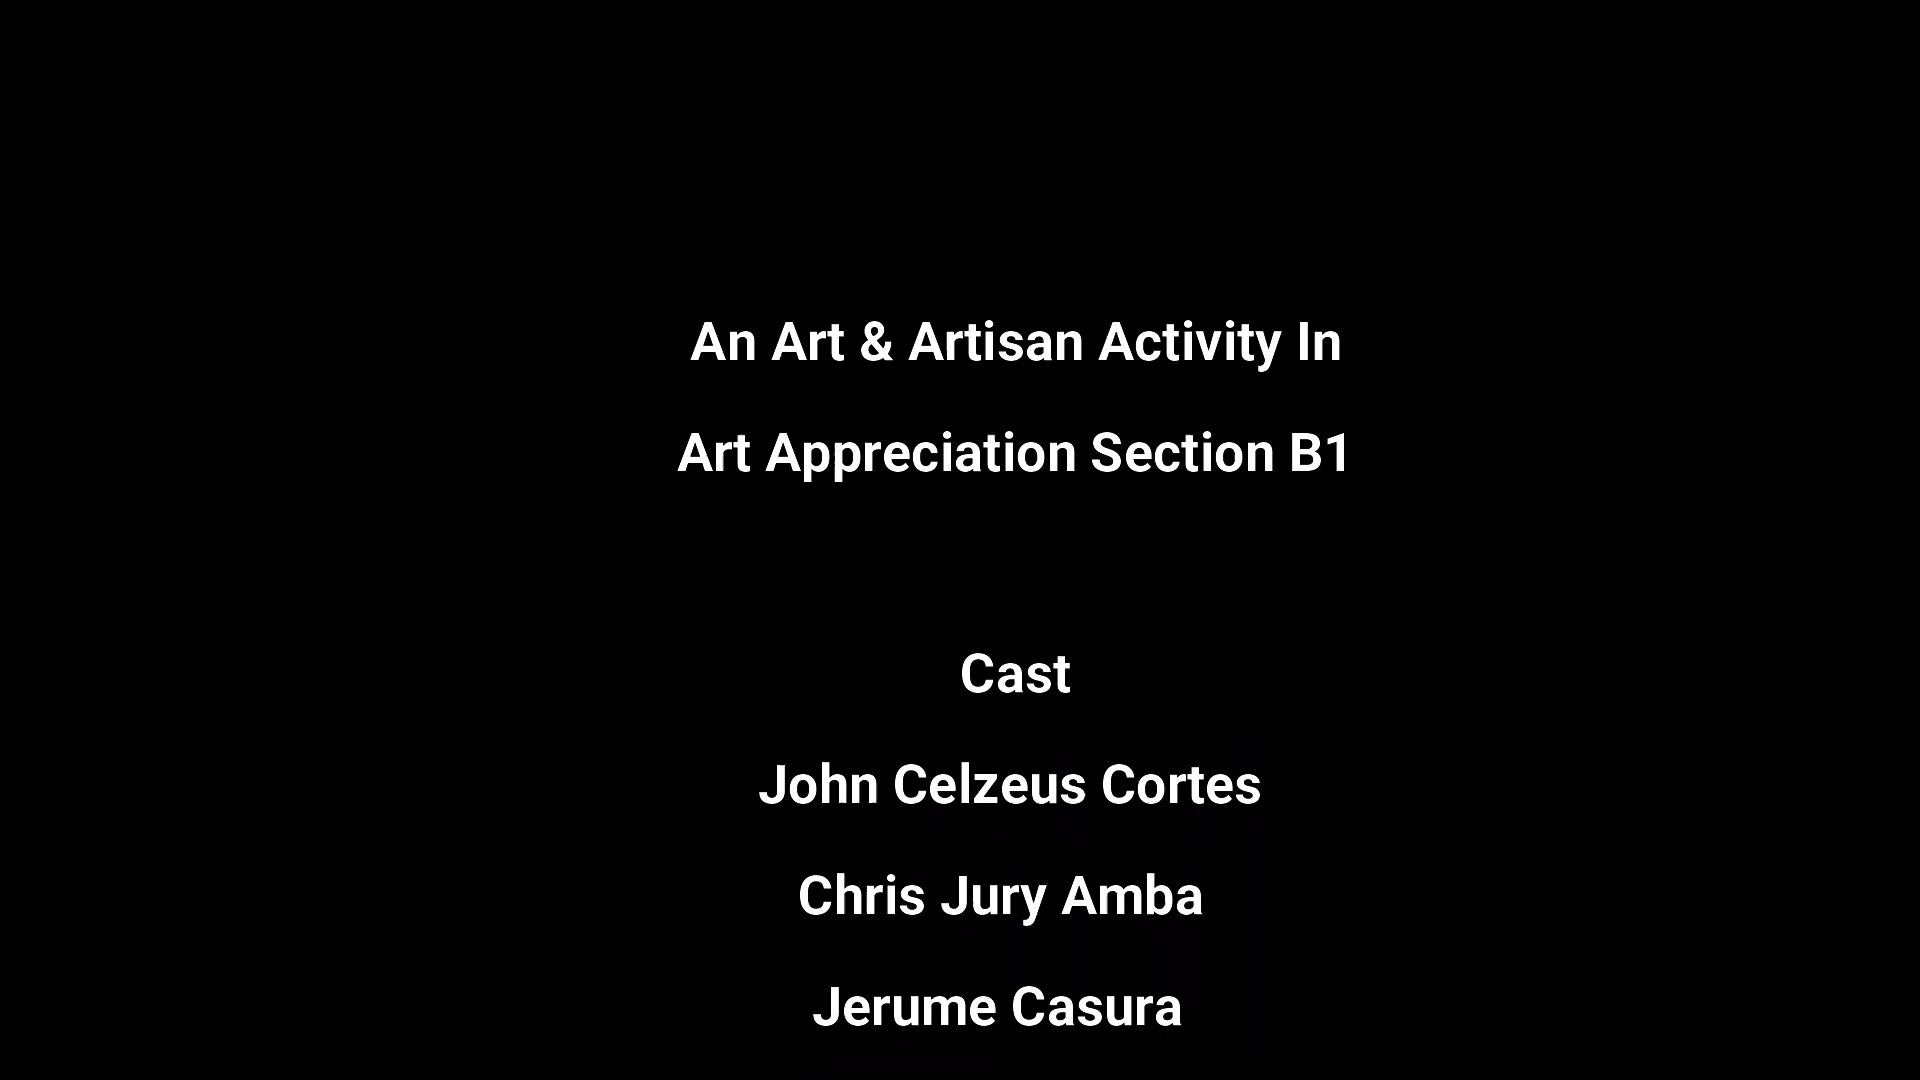 An Art & Artisan Activity In
Art Appreciation Section B1
Cast
John Celzeus Cortes
Chris Jury Amba
Jerume Casura